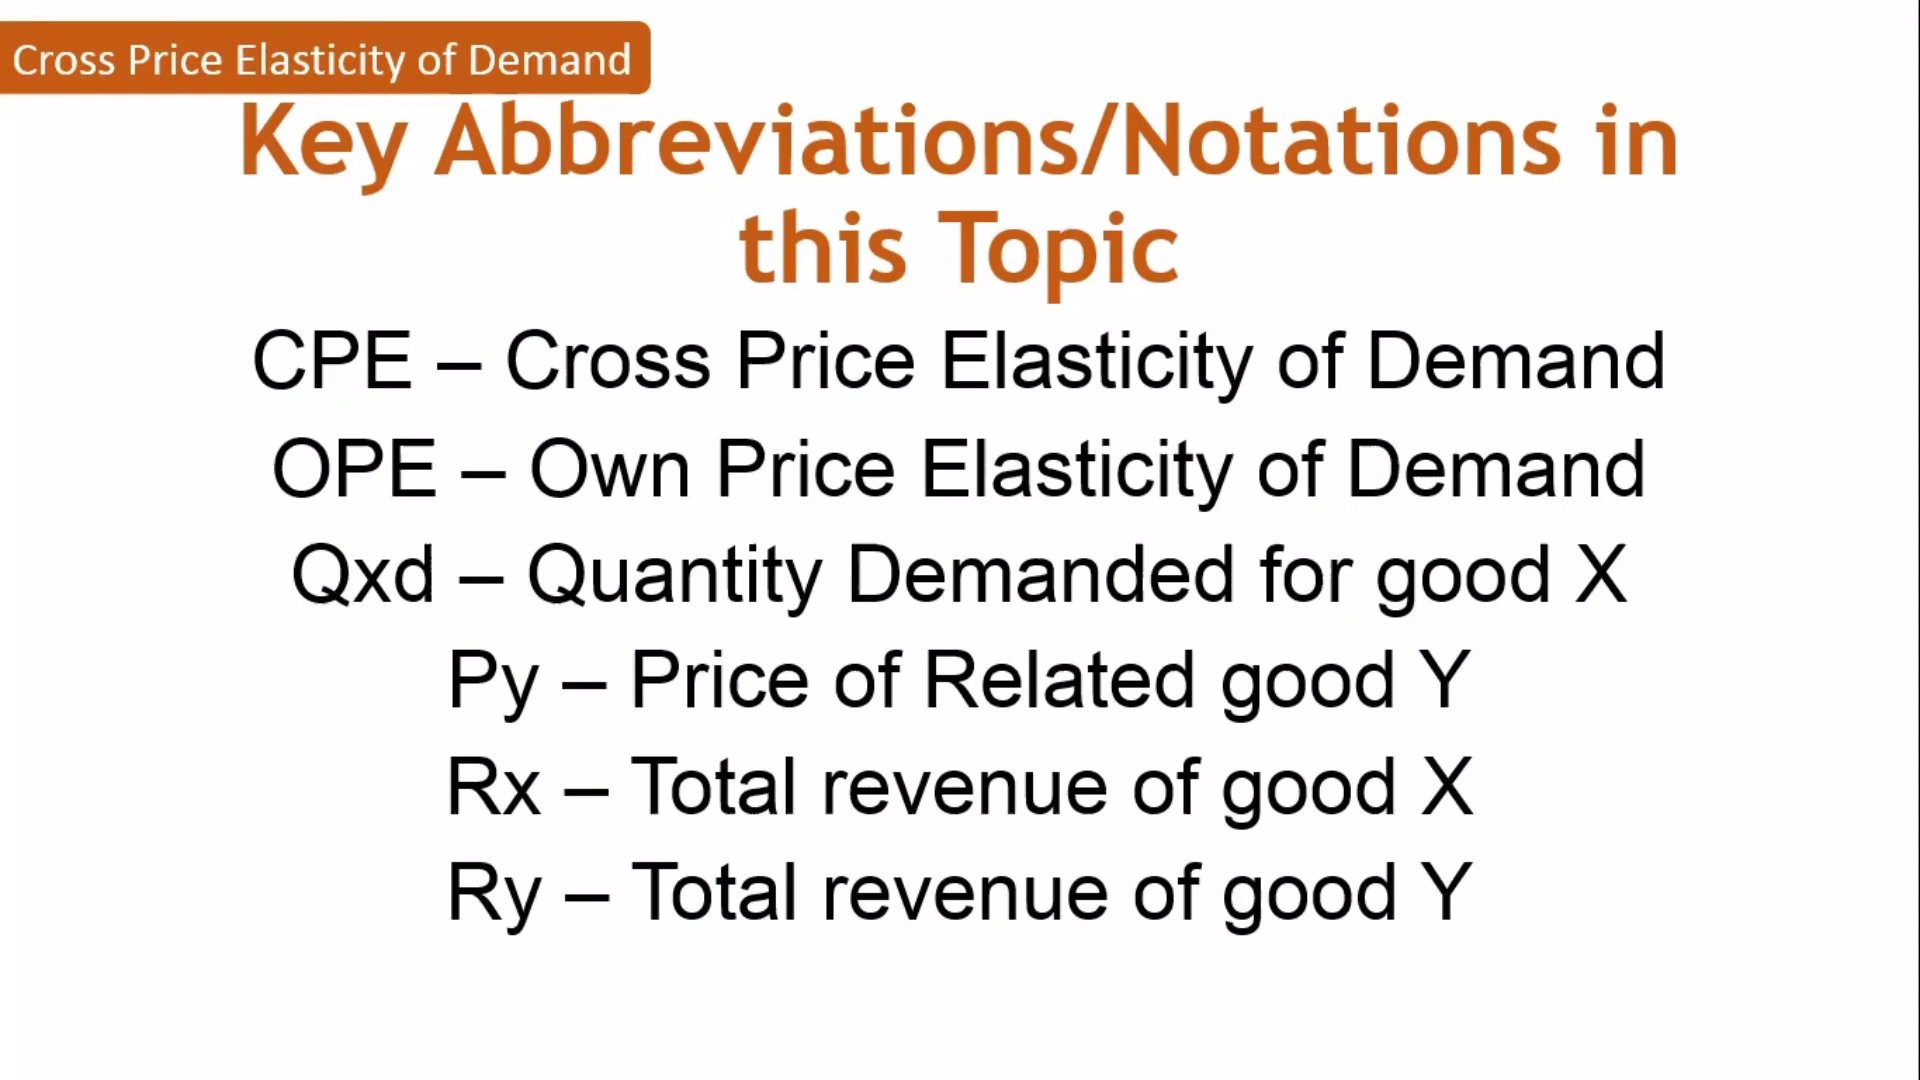 Cross Price Elasticity of Demand
Key Abbreviations/Notations in
this Topic
CPE – Cross Price Elasticity of Demand
OPE – Own Price Elasticity of Demand
Qxd – Quantity Demanded for good X
Py – Price of Related good Y
Rx – Total revenue of good X
Ry – Total revenue of good Y